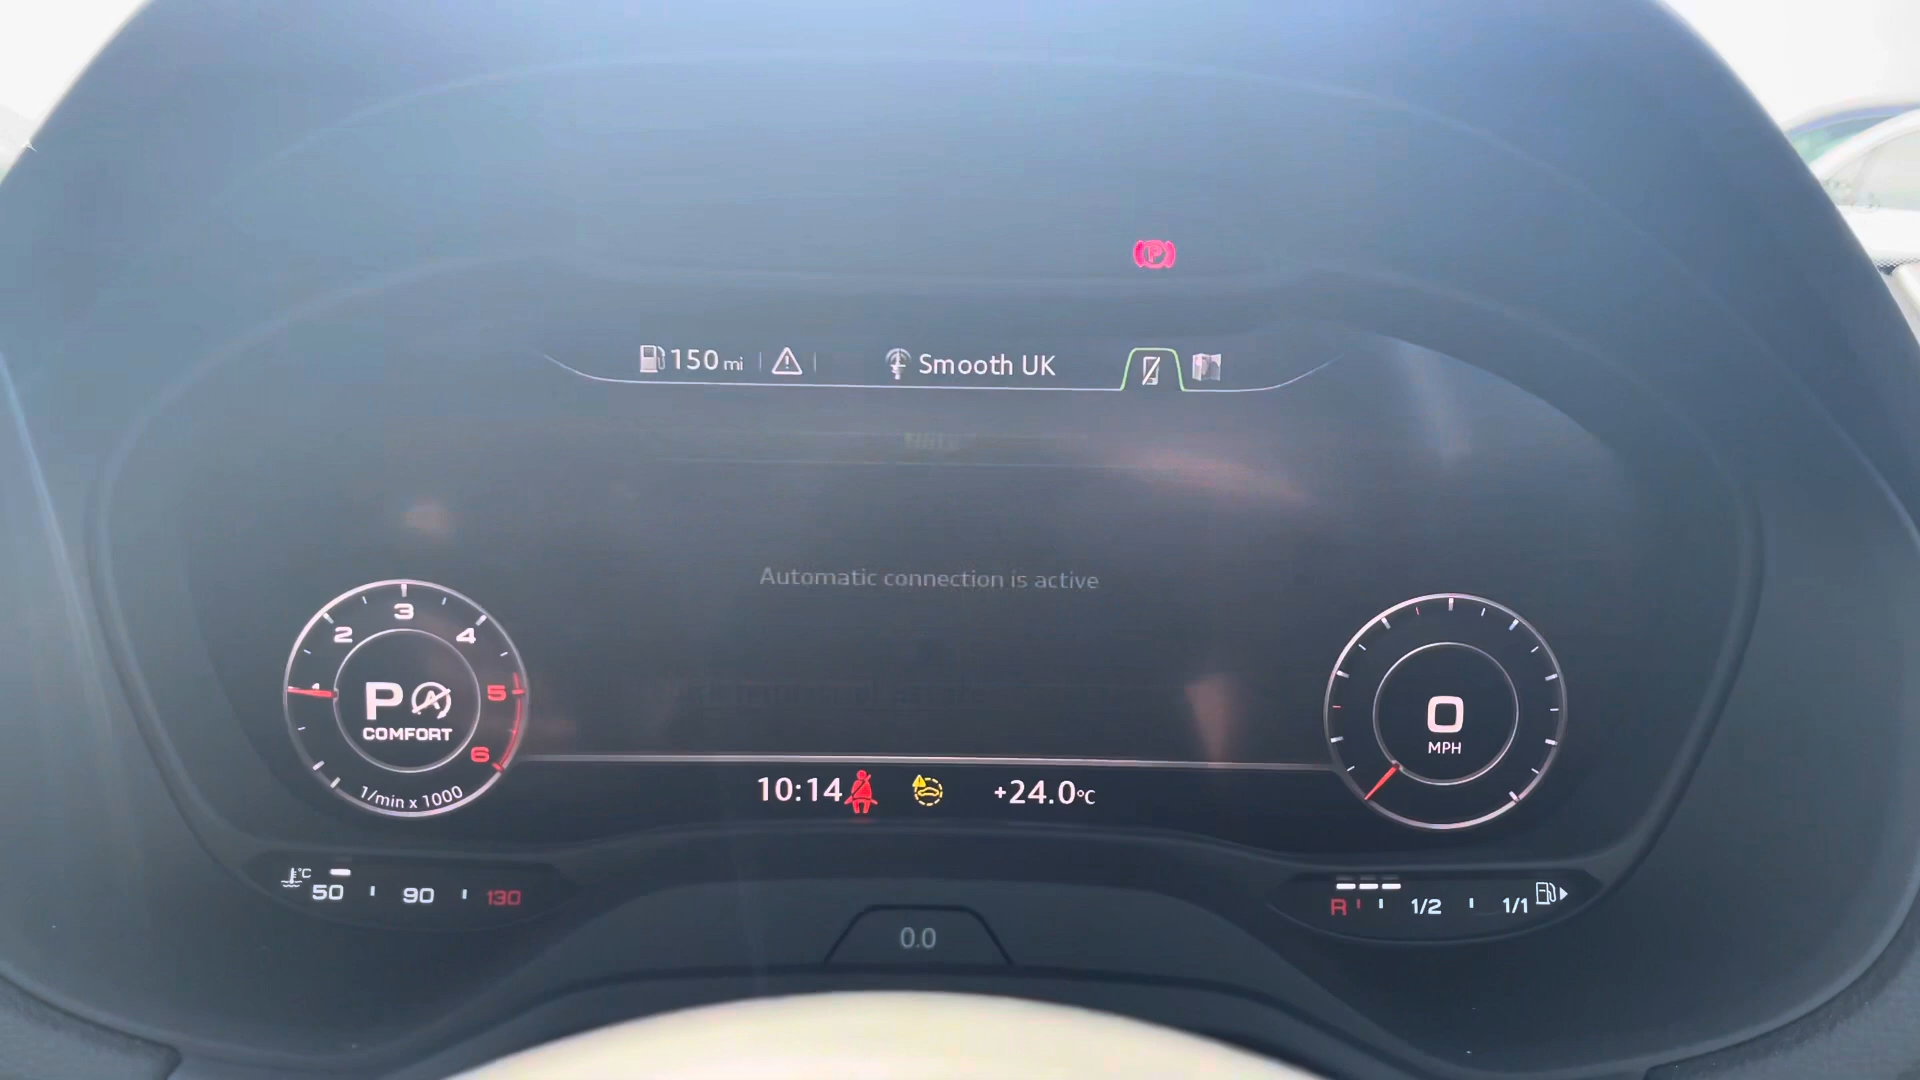 P
150 mi
Smooth UK
Automatic connection is active
1 2 3 4 5 6
P A
COMFORT
1/min x 1000
0
MPH
10:14
+24.0°C
°C
50 90 130
0.0
R 1/2 1/1